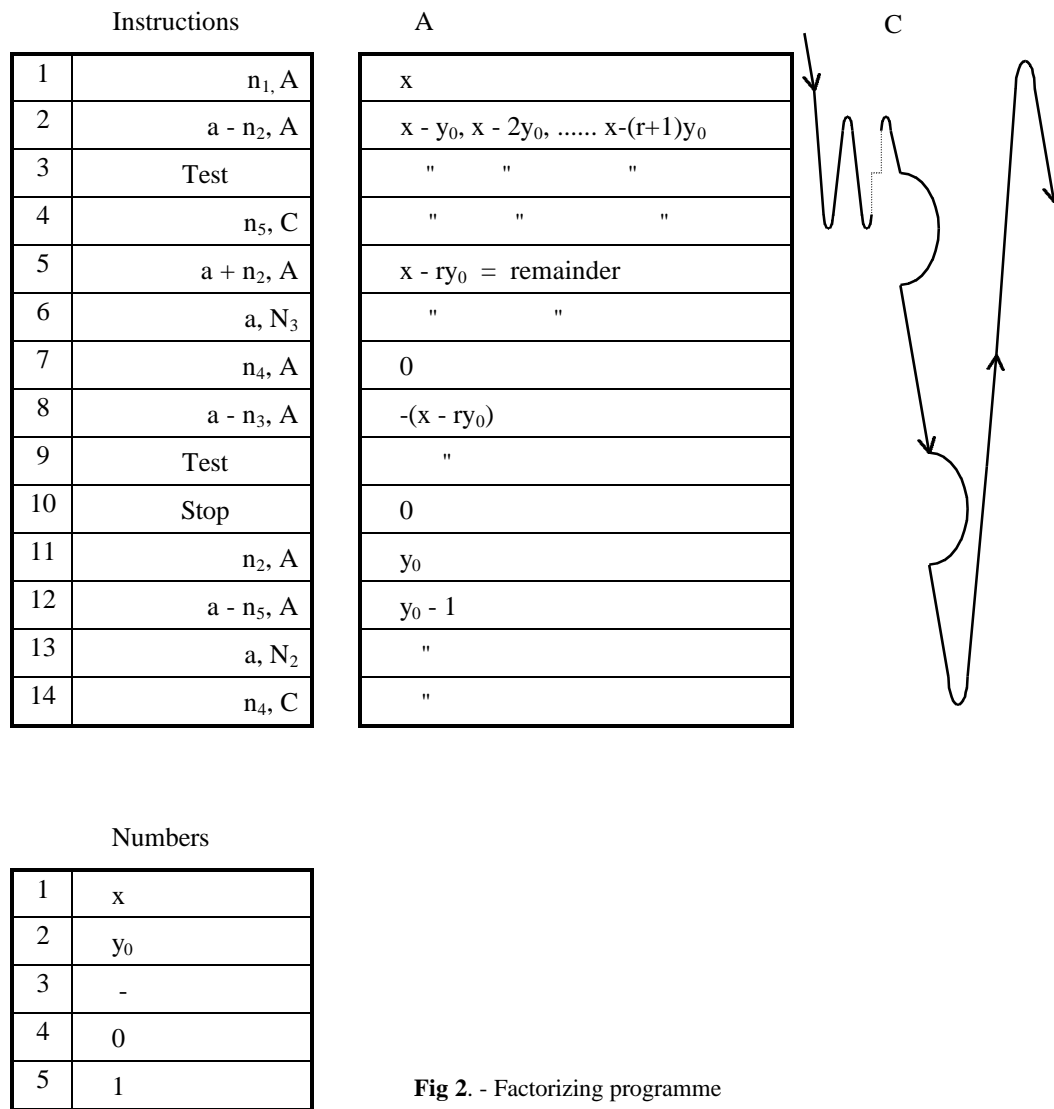 Instructions A C
1 n1, A x
2 a - n2, A x - y0, x - 2y0, ...... x-(r+1)y0
3 Test " " "
4 n5, C " " "
5 a + n2, A x - ry0 = remainder
6 a, N3 " "
7 n4, A 0
8 a - n3, A -(x - ry0)
9 Test "
10 Stop 0
11 n2, A y0
12 a - n5, A y0 - 1
13 a, N2 "
14 n4, C "
Numbers
1 x
2 y0
3 -
4 0
5 1
Fig 2. - Factorizing programme